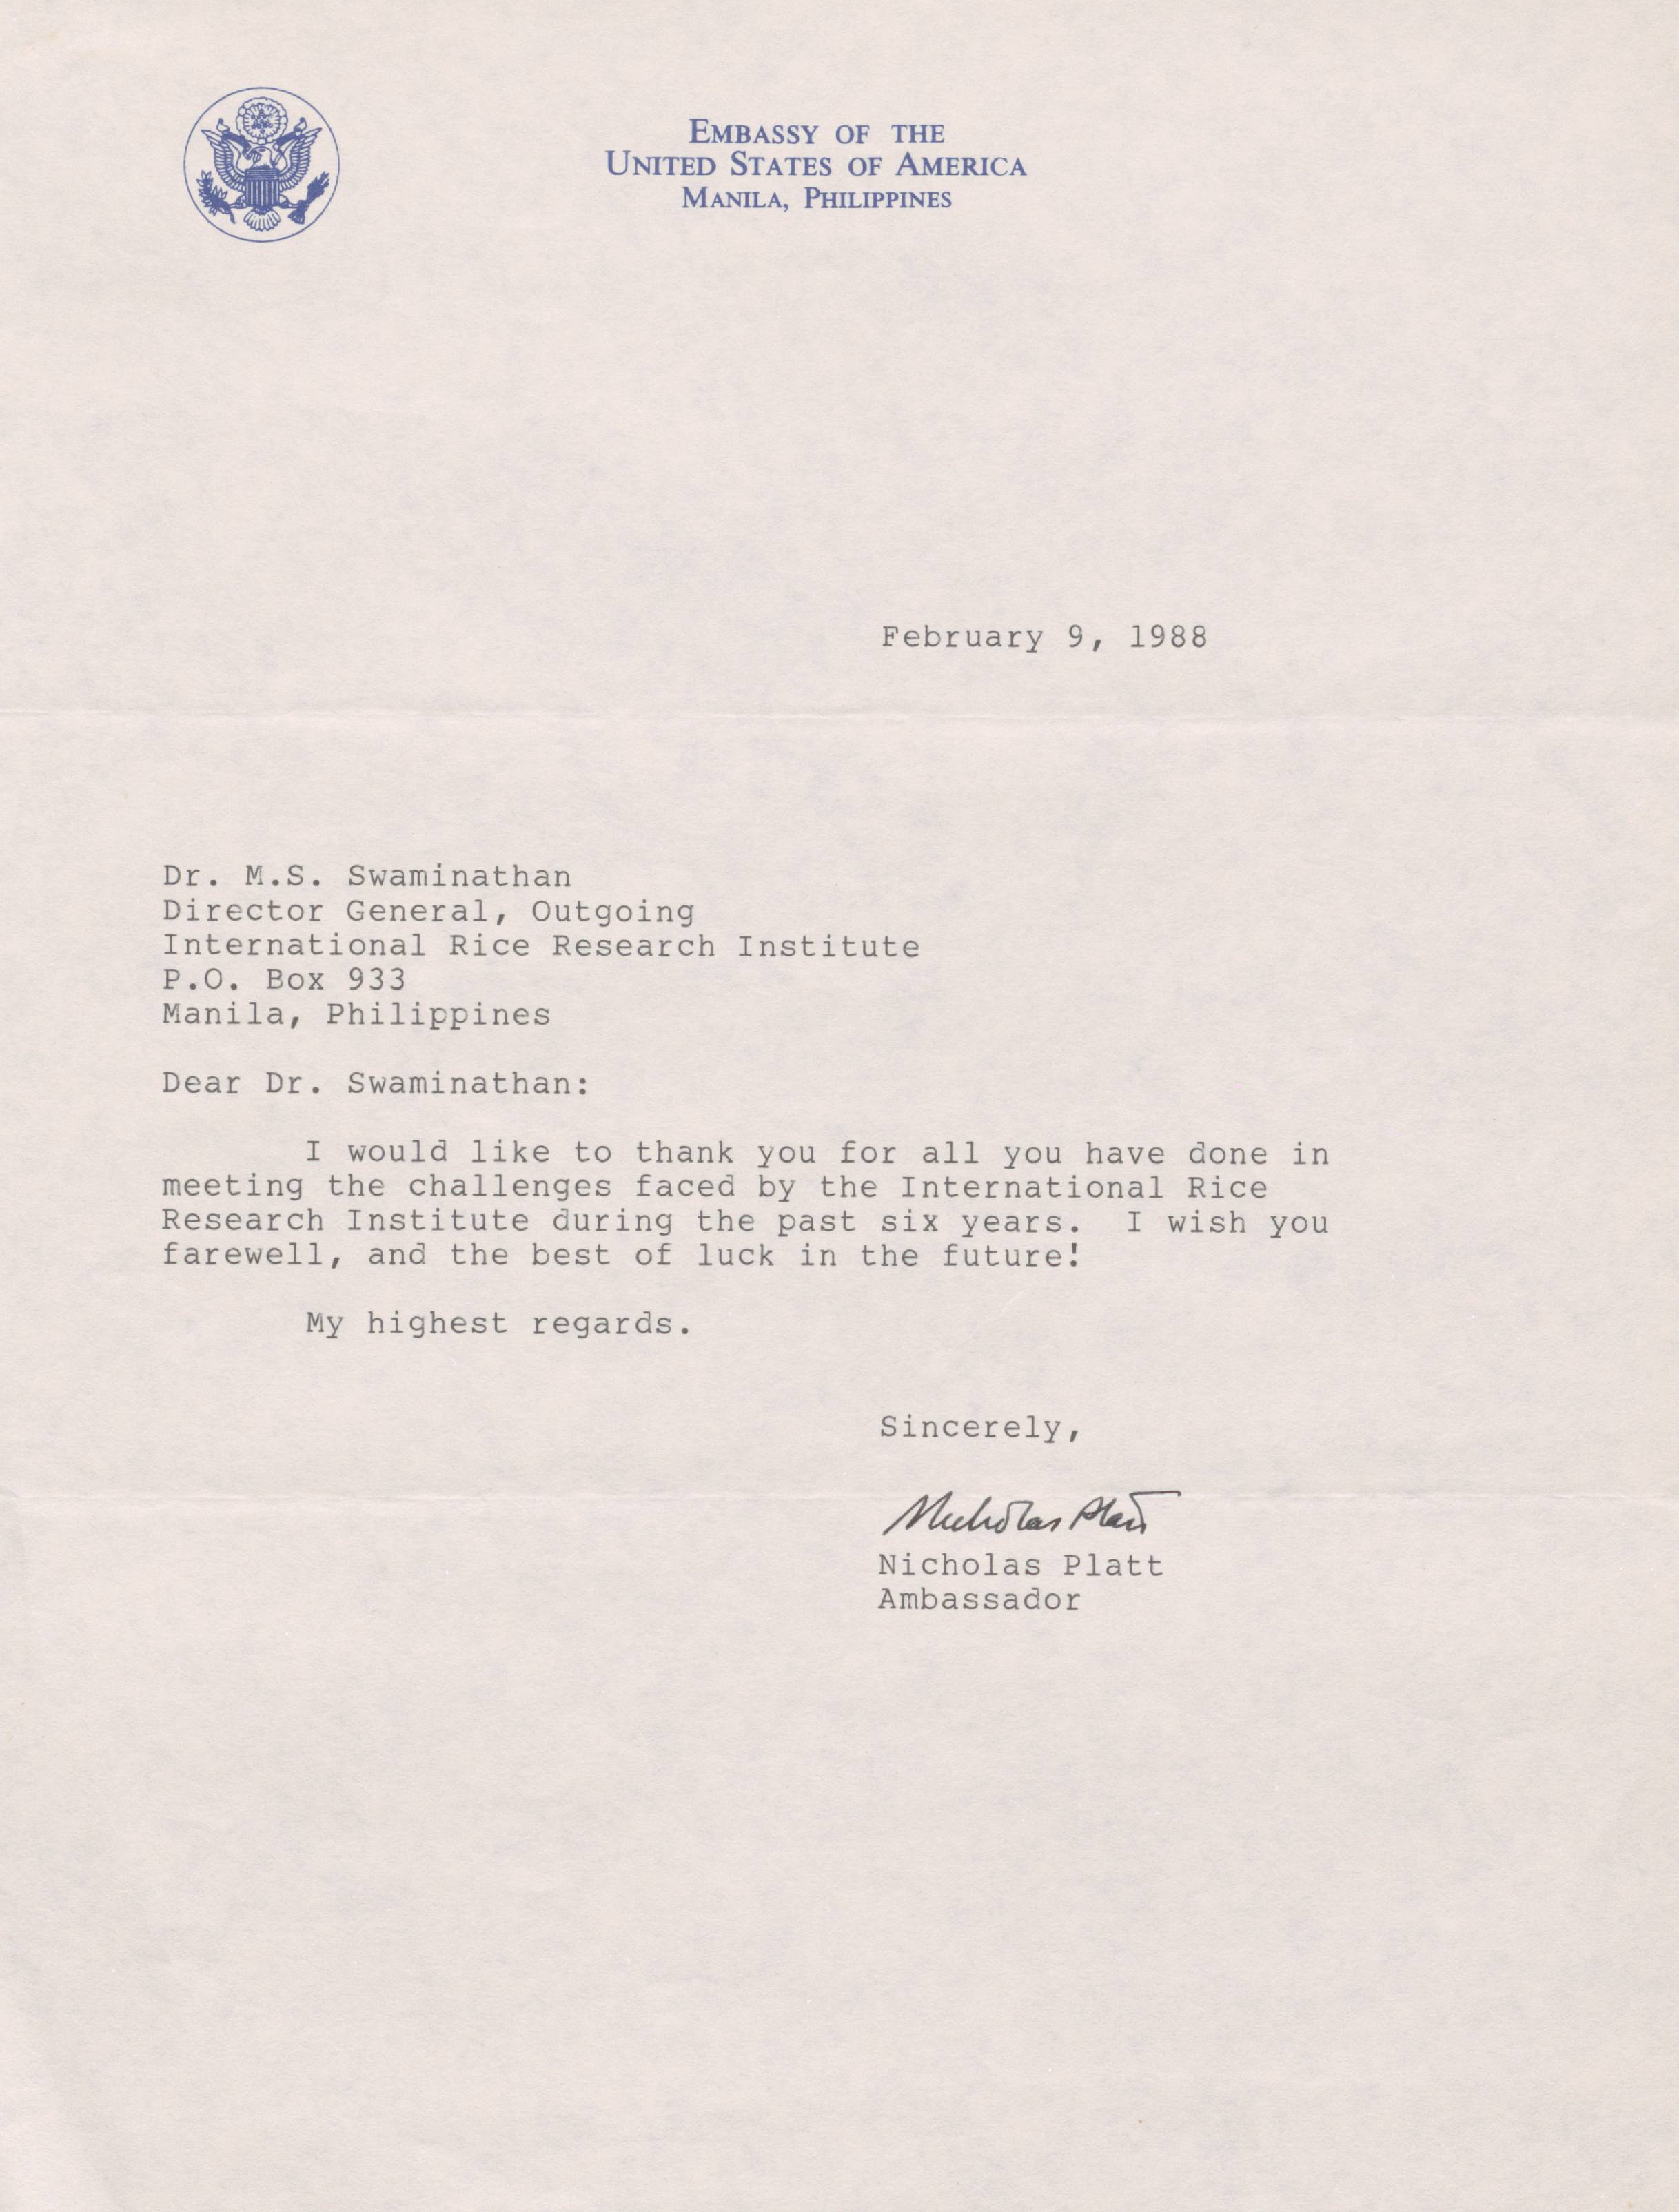 EMBASSY OF THE
UNITED STATES OF AMERICA
MANILA, PHILIPPINES
February 9, 1988
Dr. M.S. Swaminathan
Director General, Outgoing
International Rice Research Institute
P.O. Box 933
Manila, Philippines
Dear Dr. Swaminathan:
I would like to thank you for all you have done in
meeting the challenges faced by the International Rice
Research Institute during the past six years. I wish you
farewell, and the best of luck in the future!
My highest regards.
Sincerely,
Nicholas Platt
Nicholas Platt
Ambassador